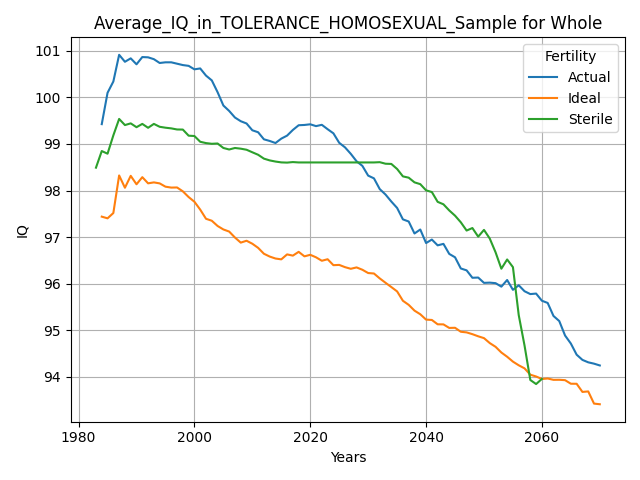 Average_IQ_in_TOLERANCE_HOMOSEXUAL_Sample for Whole
Fertility
Actual
Ideal
Sterile
IQ
101
100
99
98
97
96
95
94
1980
2000
2020
2040
2060
Years